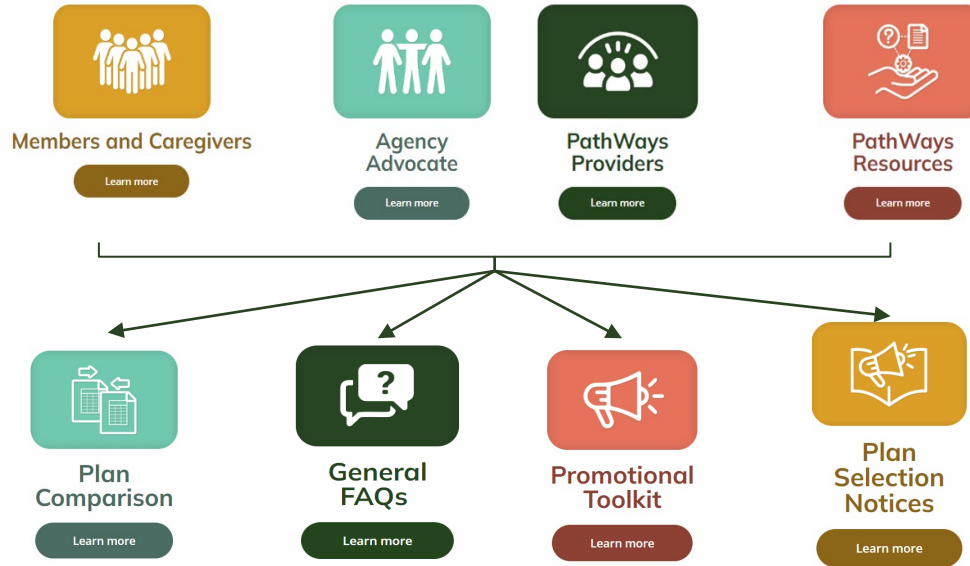 Members and Caregivers
Learn more
Agency
Advocate
Learn more
PathWays
Providers
Learn more
?
PathWays
Resources
Learn more
Plan
Comparison
Learn more
?
General
FAQs
Learn more
Promotional
Toolkit
Learn more
Plan
Selection
Notices
Learn more